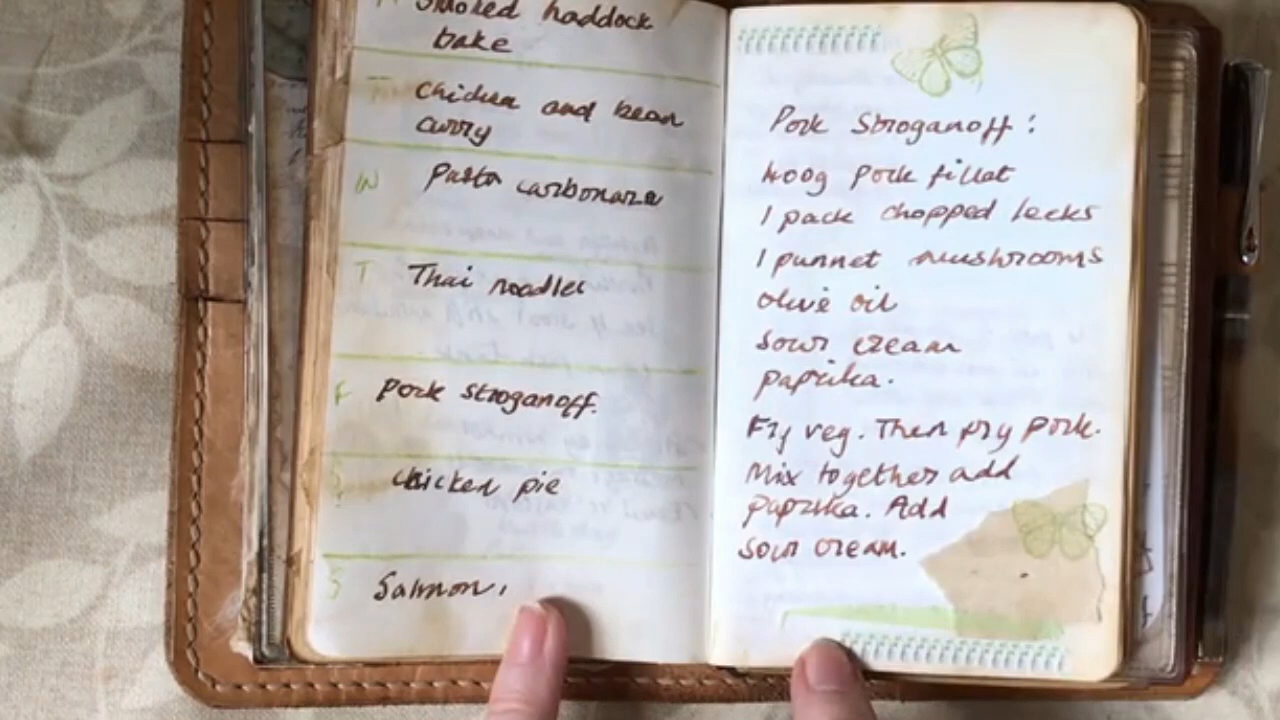 M Smoked haddock
bake
T Chicken and bean
curry
W Pasta carbonara
T Thai noodles
F Pork stroganoff.
S Chicken pie
S Salmon.
Pork Stroganoff:
400g pork fillet
1 pack chopped leeks
1 punnet mushrooms
olive oil
sour cream
paprika.
Fry veg. Then fry pork.
Mix together add
paprika. Add
sour cream.